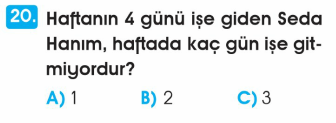 20. Haftanın 4 günü işe giden Seda
Hanım, haftada kaç gün işe git-
miyordur?
A) 1 B) 2 C) 3